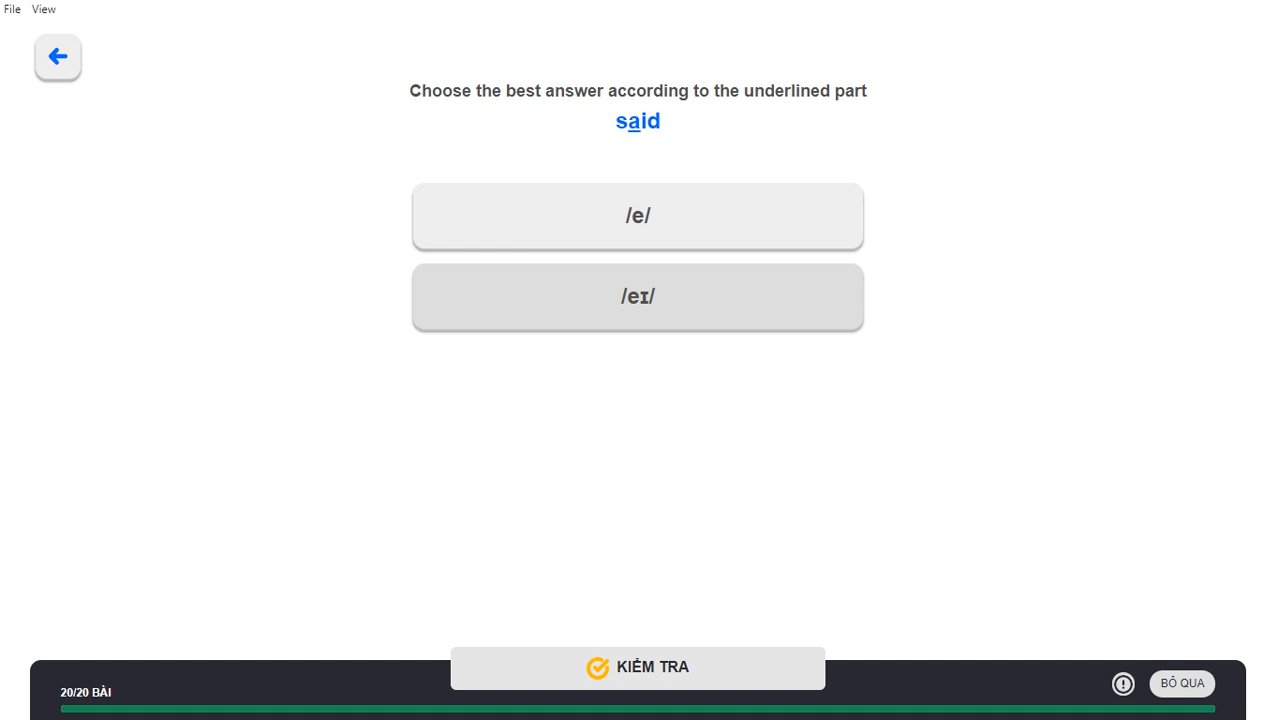 File View
Choose the best answer according to the underlined part
said
/e/
/eɪ/
KIỂM TRA
20/20 BÀI
BỎ QUA